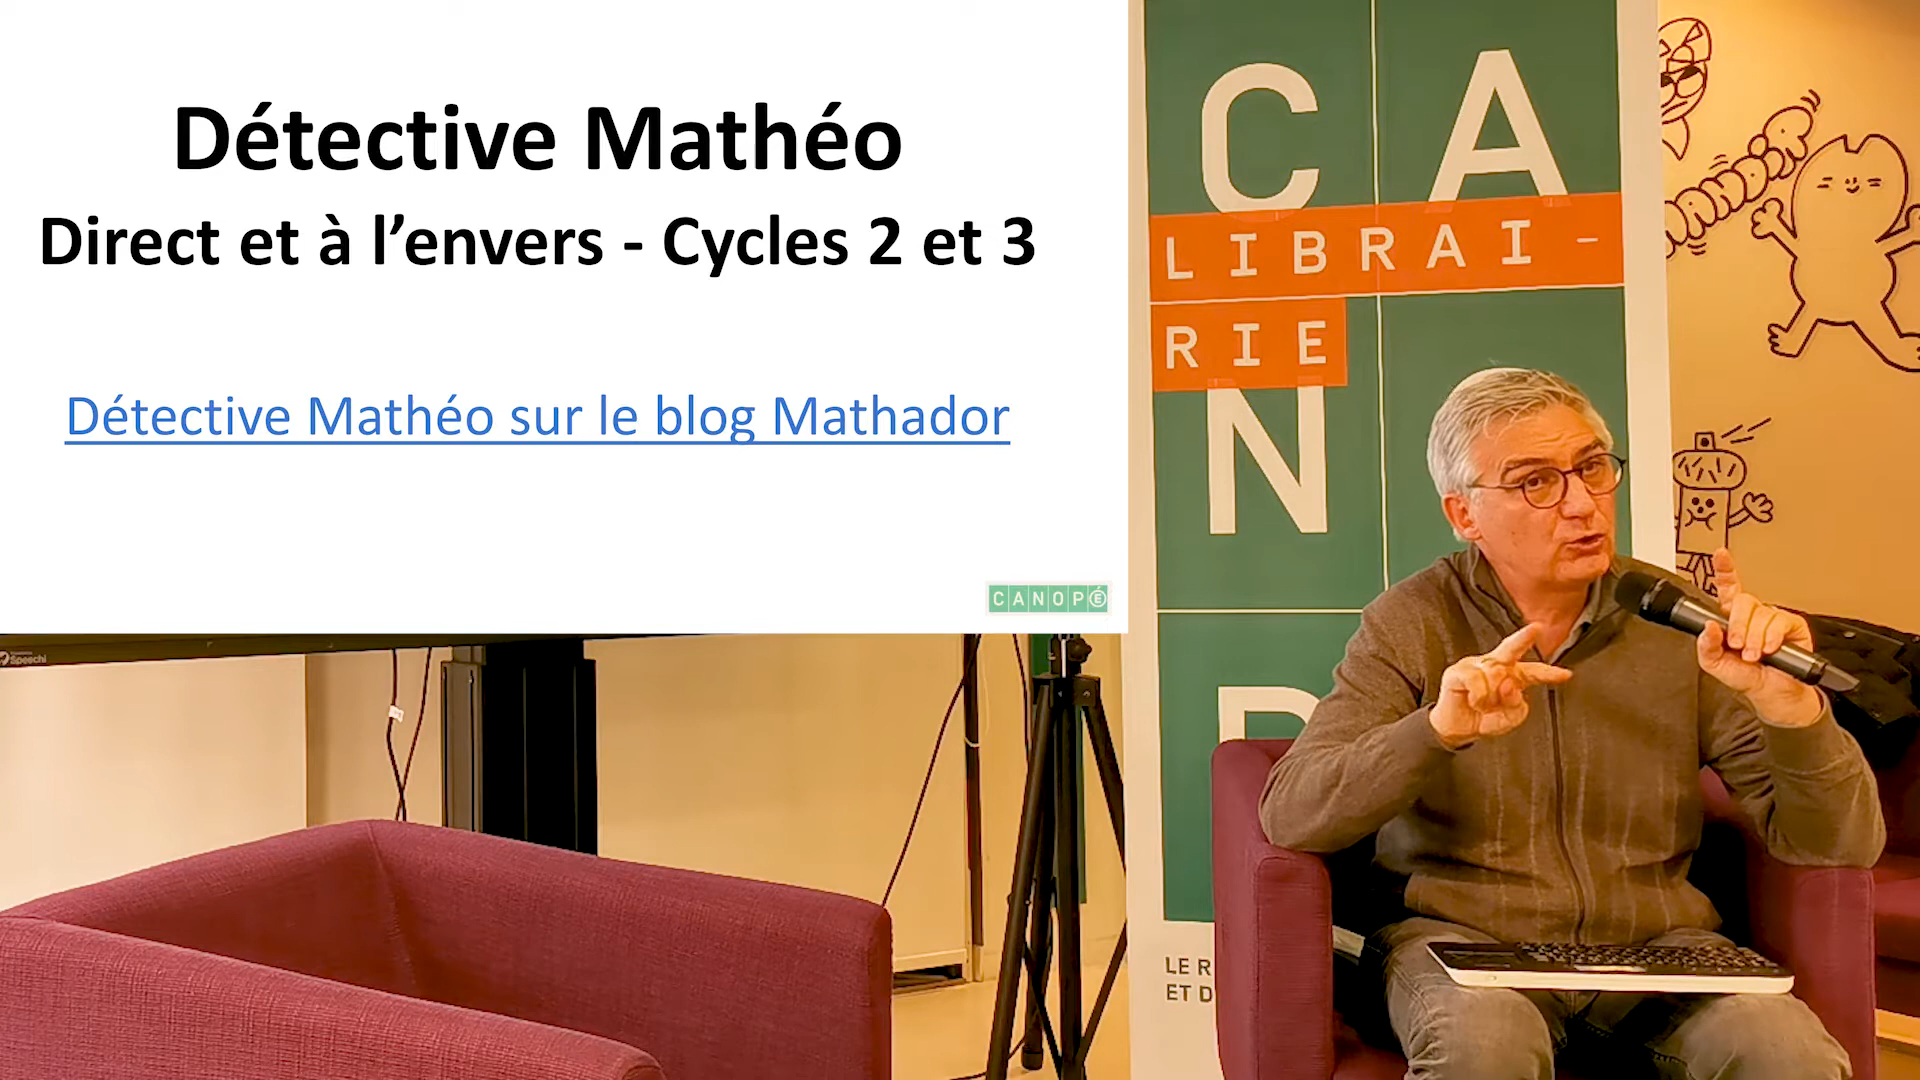 Détective Mathéo
Direct et à l'envers - Cycles 2 et 3
Détective Mathéo sur le blog Mathador
CANOPÉ
Speechi
CA
LIBRAI-
RIE
N
LE R
ET D